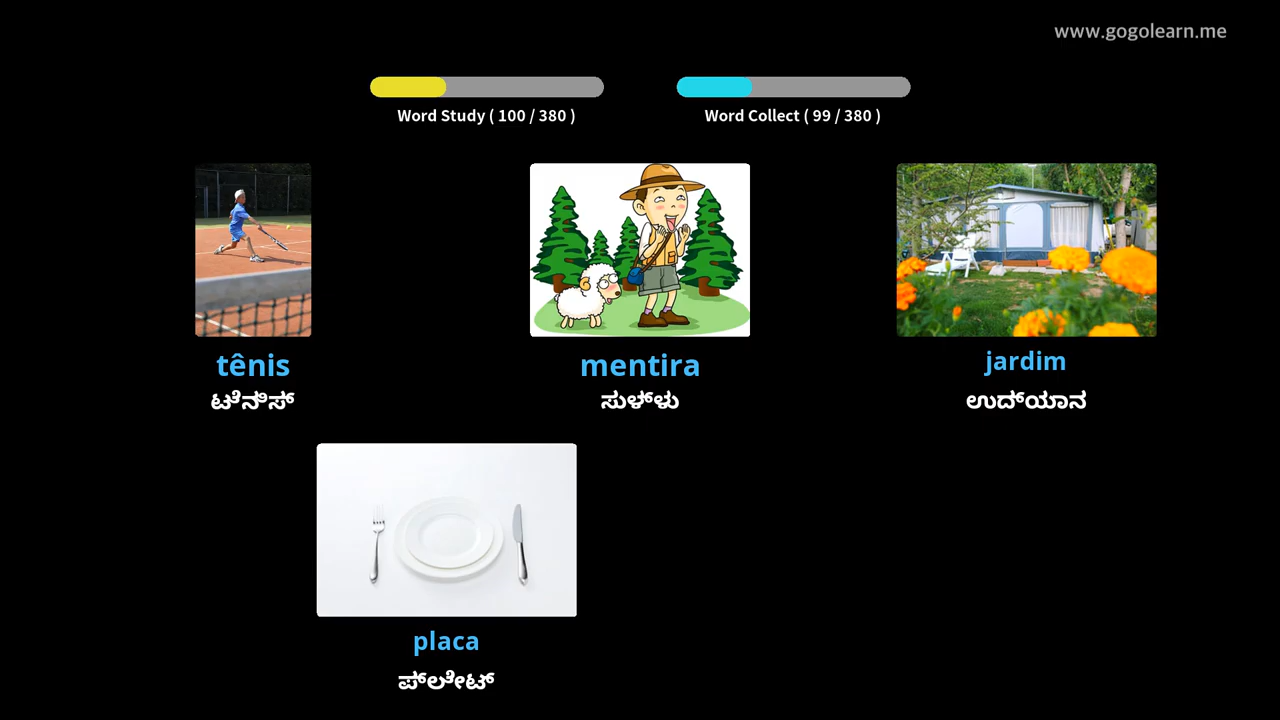 www.gogolearn.me
Word Study ( 100 / 380 )
Word Collect ( 99 / 380 )
tênis
mentira
jardim
ಟೆನಿಸ್
ಸುಳ್ಳು
ಉದ್ಯಾನ
placa
ಪ್ಲೇಟ್